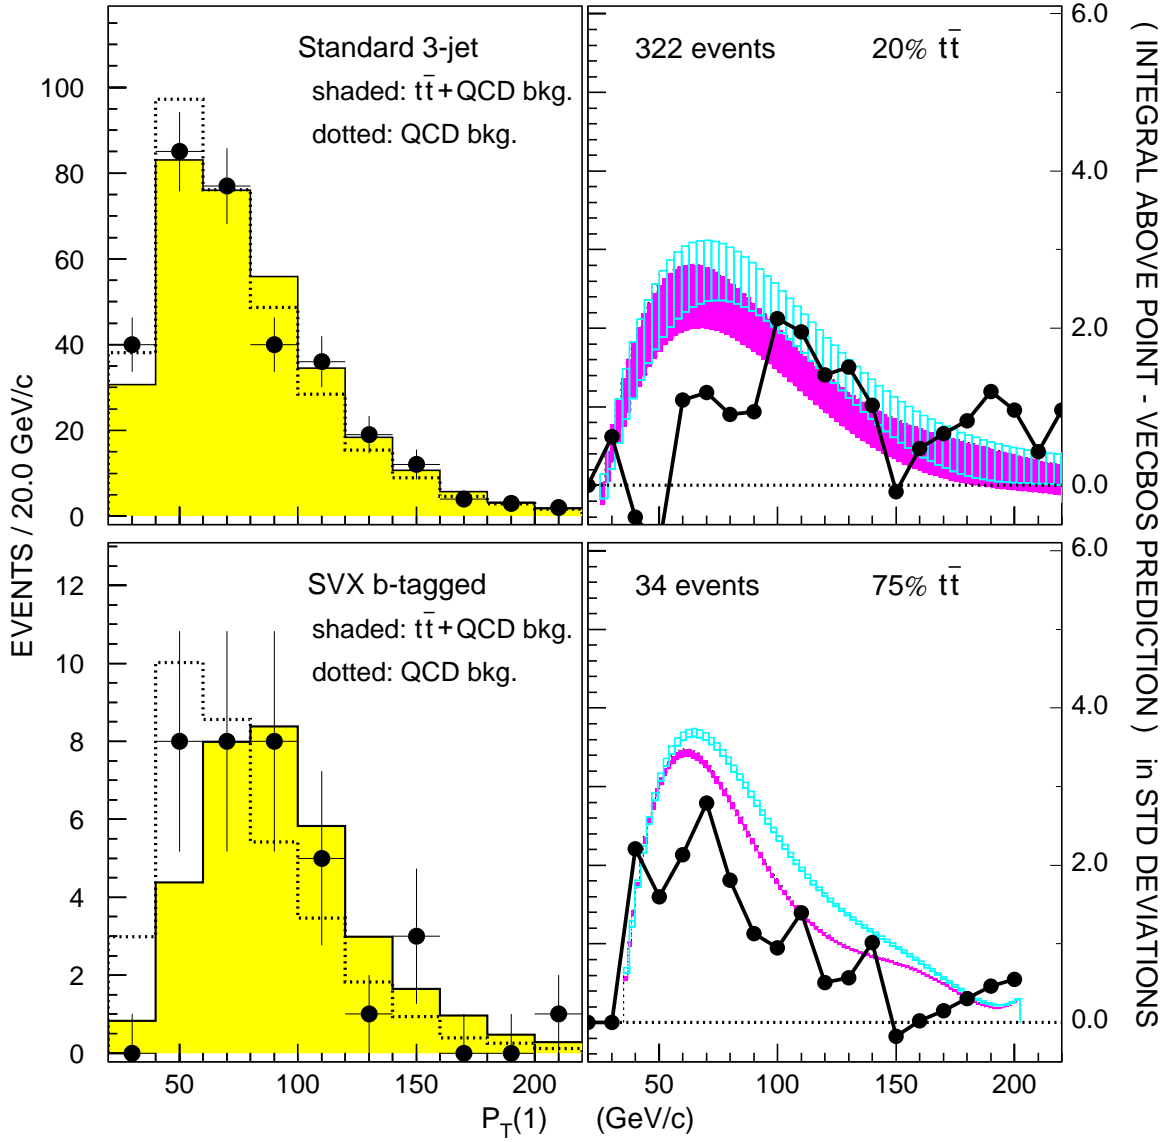 Standard 3-jet
shaded: tt̄+QCD bkg.
dotted: QCD bkg.
322 events 20% tt̄
SVX b-tagged
shaded: tt̄+QCD bkg.
dotted: QCD bkg.
34 events 75% tt̄
EVENTS / 20.0 GeV/c
100
80
60
40
20
0
12
10
8
6
4
2
0
6.0
4.0
2.0
0.0
6.0
4.0
2.0
0.0
50 100 150 200
50 100 150 200
50 100 150 200
P_T(1) (GeV/c)
( INTEGRAL ABOVE POINT - VECBOS PREDICTION ) in STD DEVIATIONS